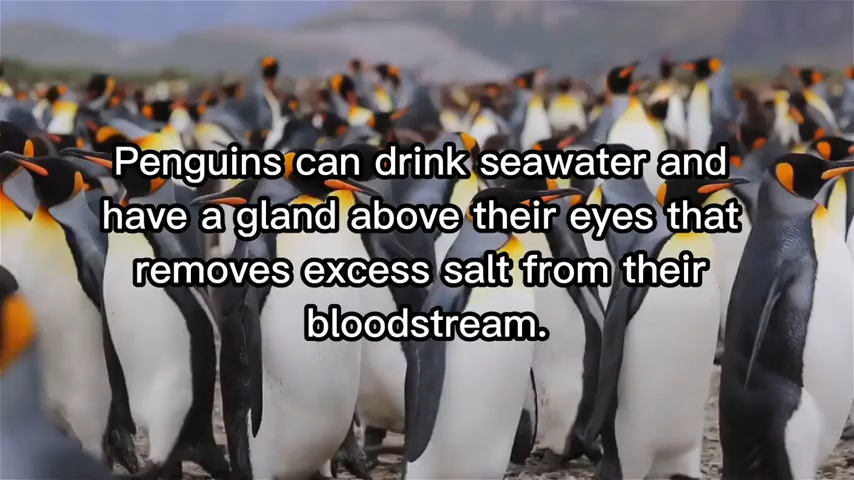 Penguins can drink seawater and
have a gland above their eyes that
removes excess salt from their
bloodstream.